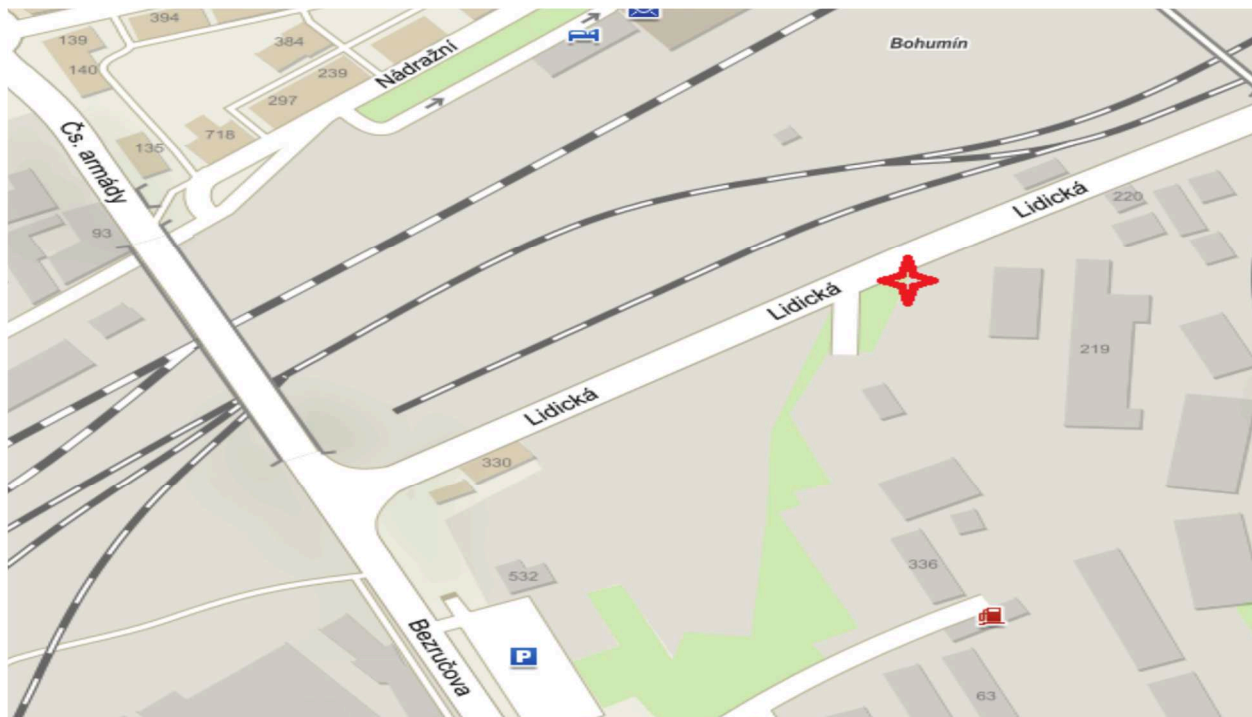 394
139
384
Bohumín
140
239
Nádražní
297
718
Čs. armády
135
93
Lidická
220
Lidická
219
Lidická
330
532
336
Bezručova
P
63